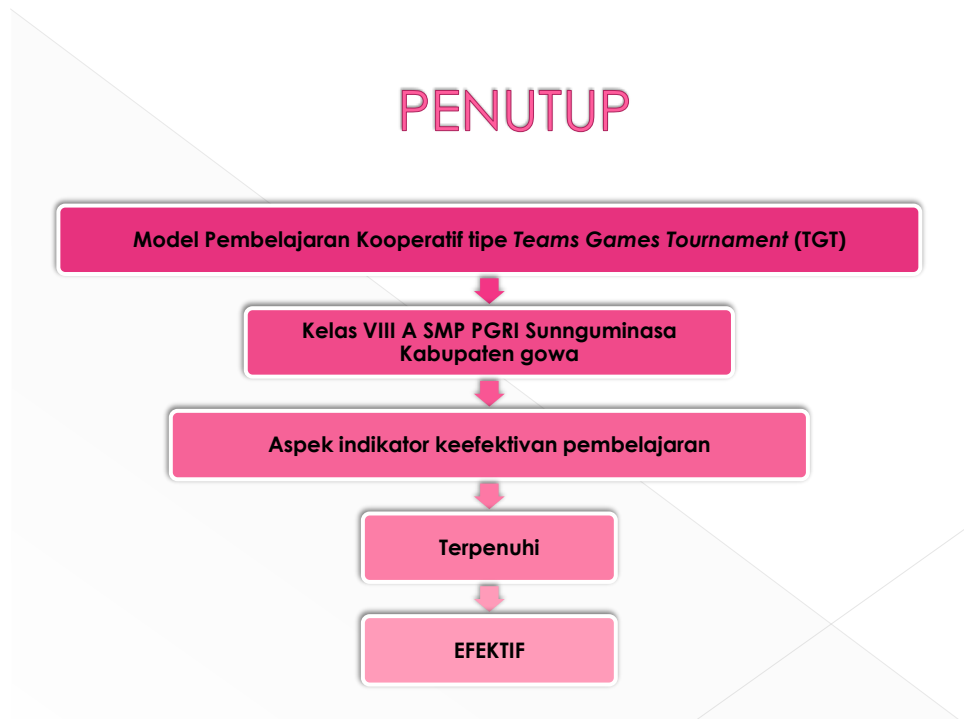 PENUTUP
Model Pembelajaran Kooperatif tipe Teams Games Tournament (TGT)
Kelas VIII A SMP PGRI Sunnguminasa
Kabupaten gowa
Aspek indikator keefektivan pembelajaran
Terpenuhi
EFEKTIF